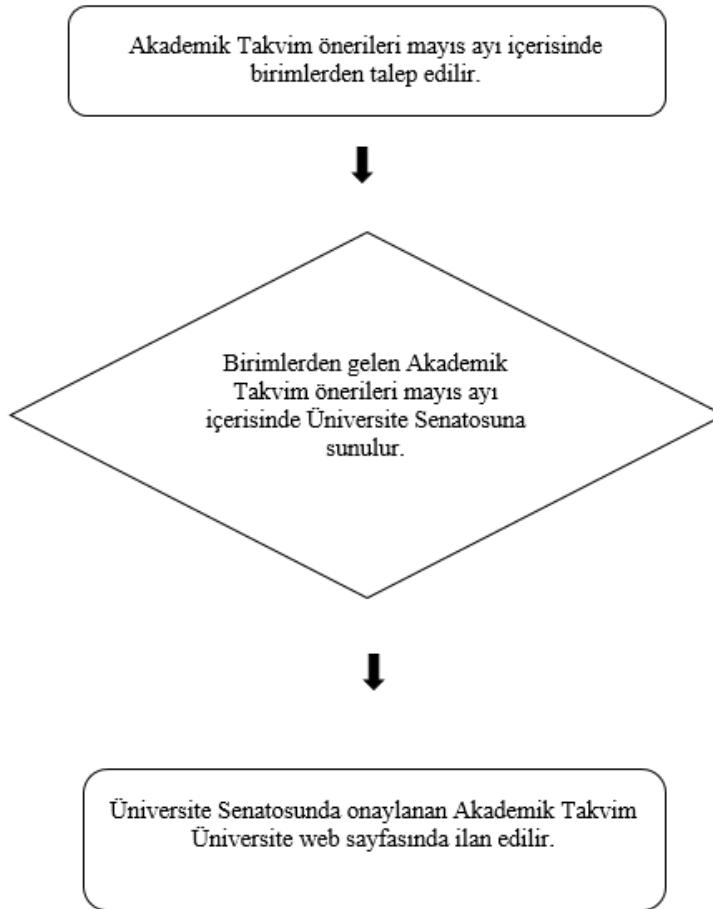 Akademik Takvim önerileri mayıs ayı içerisinde
birimlerden talep edilir.
Birimlerden gelen Akademik
Takvim önerileri mayıs ayı
içerisinde Üniversite Senatosuna
sunulur.
Üniversite Senatosunda onaylanan Akademik Takvim
Üniversite web sayfasında ilan edilir.